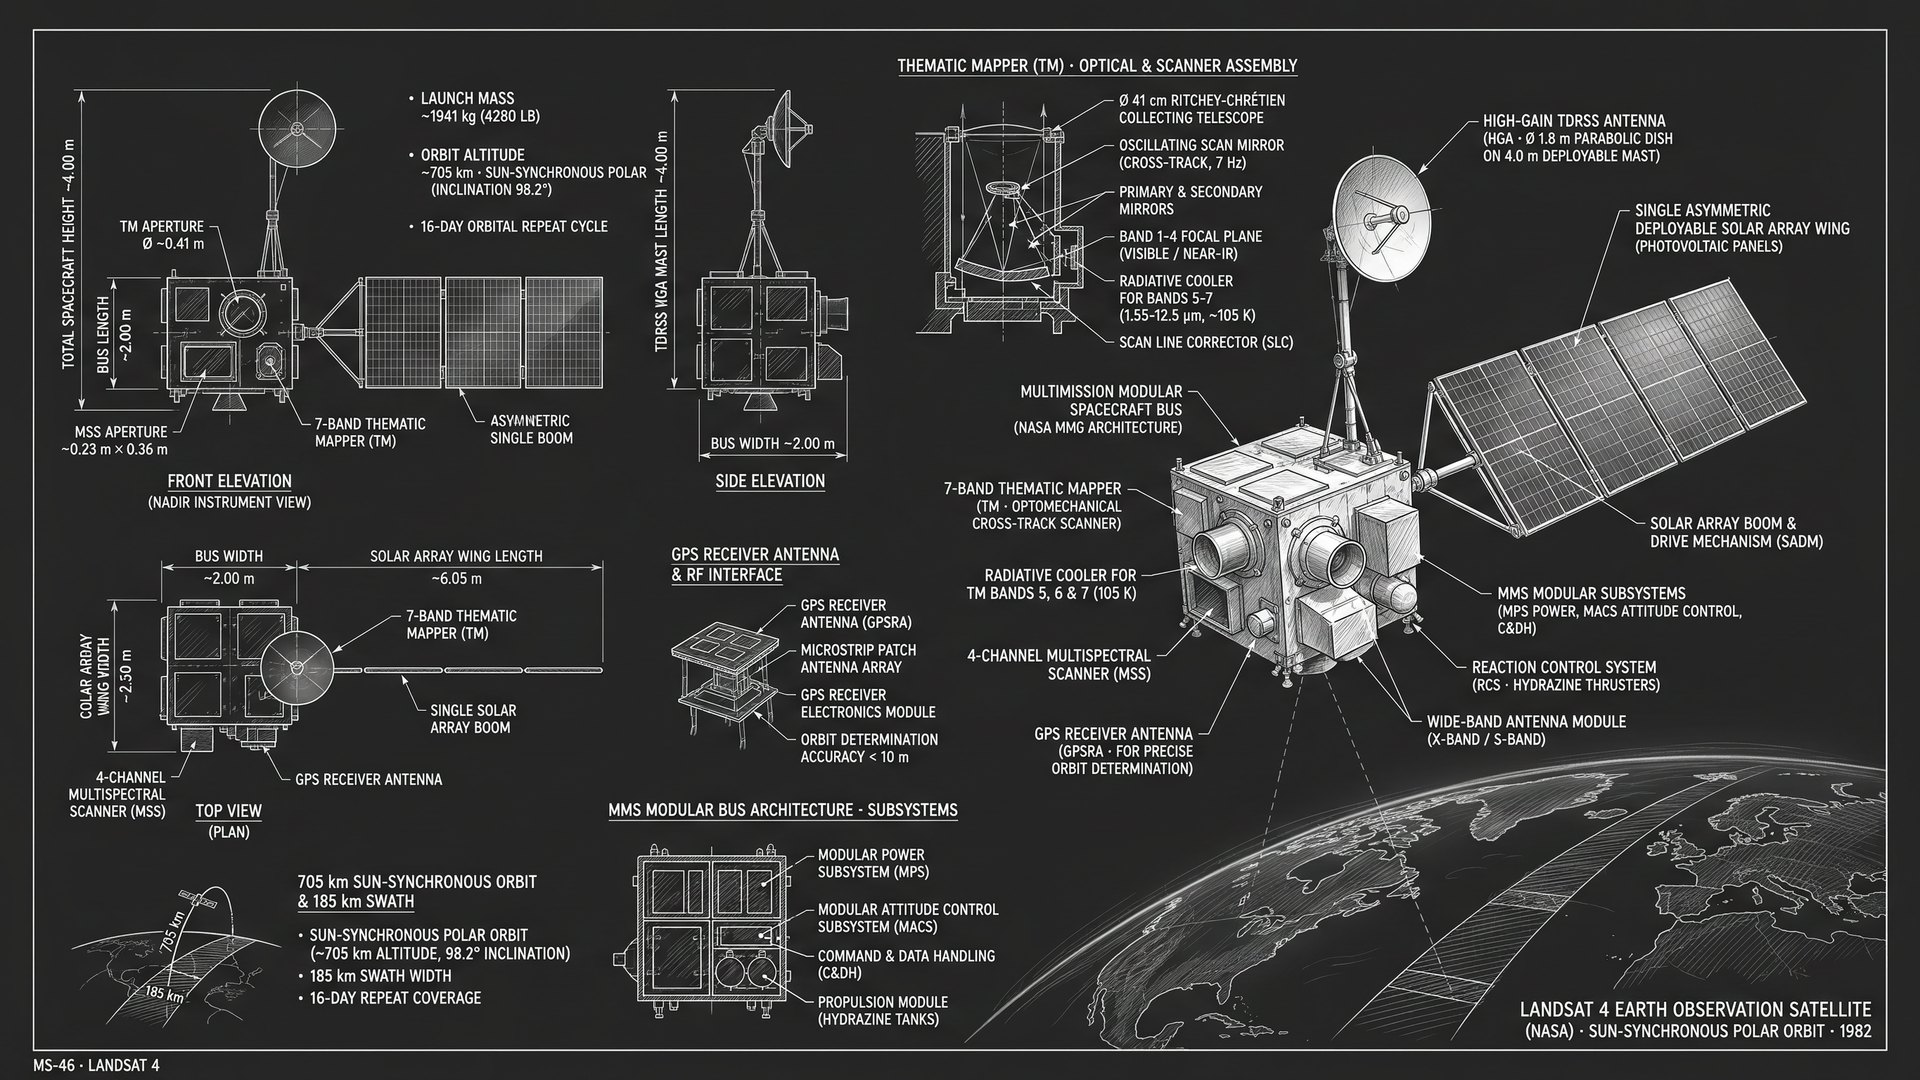 TOTAL SPACECRAFT HEIGHT ~4.00 m
• LAUNCH MASS
~1941 kg (4280 LB)
• ORBIT ALTITUDE
~705 km · SUN-SYNCHRONOUS POLAR
(INCLINATION 98.2°)
• 16-DAY ORBITAL REPEAT CYCLE
TM APERTURE
Ø ~0.41 m
BUS LENGTH
~2.00 m
MSS APERTURE
~0.23 m × 0.36 m
7-BAND THEMATIC
MAPPER (TM)
ASYMMETRIC
SINGLE BOOM
FRONT ELEVATION
(NADIR INSTRUMENT VIEW)
TDRSS HGA MAST LENGTH ~4.00 m
BUS WIDTH ~2.00 m
SIDE ELEVATION
THEMATIC MAPPER (TM) · OPTICAL & SCANNER ASSEMBLY
Ø 41 cm RITCHEY-CHRÉTIEN
COLLECTING TELESCOPE
OSCILLATING SCAN MIRROR
(CROSS-TRACK, 7 Hz)
PRIMARY & SECONDARY
MIRRORS
BAND 1-4 FOCAL PLANE
(VISIBLE / NEAR-IR)
RADIATIVE COOLER
FOR BANDS 5-7
(1.55-12.5 µm, ~105 K)
SCAN LINE CORRECTOR (SLC)
HIGH-GAIN TDRSS ANTENNA
(HGA · Ø 1.8 m PARABOLIC DISH
ON 4.0 m DEPLOYABLE MAST)
SINGLE ASYMMETRIC
DEPLOYABLE SOLAR ARRAY WING
(PHOTOVOLTAIC PANELS)
MULTIMISSION MODULAR
SPACECRAFT BUS
(NASA MMG ARCHITECTURE)
7-BAND THEMATIC MAPPER
(TM · OPTOMECHANICAL
CROSS-TRACK SCANNER)
RADIATIVE COOLER FOR
TM BANDS 5, 6 & 7 (105 K)
4-CHANNEL MULTISPECTRAL
SCANNER (MSS)
GPS RECEIVER ANTENNA
(GPSRA · FOR PRECISE
ORBIT DETERMINATION)
SOLAR ARRAY BOOM &
DRIVE MECHANISM (SADM)
MMS MODULAR SUBSYSTEMS
(MPS POWER, MACS ATTITUDE CONTROL,
C&DH)
REACTION CONTROL SYSTEM
(RCS · HYDRAZINE THRUSTERS)
WIDE-BAND ANTENNA MODULE
(X-BAND / S-BAND)
BUS WIDTH
~2.00 m
SOLAR ARRAY WING LENGTH
~6.05 m
COLAR ARDAY
WING WIDTH
~2.50 m
7-BAND THEMATIC
MAPPER (TM)
SINGLE SOLAR
ARRAY BOOM
4-CHANNEL
MULTISPECTRAL
SCANNER (MSS)
GPS RECEIVER ANTENNA
TOP VIEW
(PLAN)
GPS RECEIVER ANTENNA
& RF INTERFACE
GPS RECEIVER
ANTENNA (GPSRA)
MICROSTRIP PATCH
ANTENNA ARRAY
GPS RECEIVER
ELECTRONICS MODULE
ORBIT DETERMINATION
ACCURACY < 10 m
MMS MODULAR BUS ARCHITECTURE - SUBSYSTEMS
MODULAR POWER
SUBSYSTEM (MPS)
MODULAR ATTITUDE CONTROL
SUBSYSTEM (MACS)
COMMAND & DATA HANDLING
(C&DH)
PROPULSION MODULE
(HYDRAZINE TANKS)
705 km
185 km
705 km SUN-SYNCHRONOUS ORBIT
& 185 km SWATH
• SUN-SYNCHRONOUS POLAR ORBIT
(~705 km ALTITUDE, 98.2° INCLINATION)
• 185 km SWATH WIDTH
• 16-DAY REPEAT COVERAGE
LANDSAT 4 EARTH OBSERVATION SATELLITE
(NASA) · SUN-SYNCHRONOUS POLAR ORBIT · 1982
MS-46 · LANDSAT 4